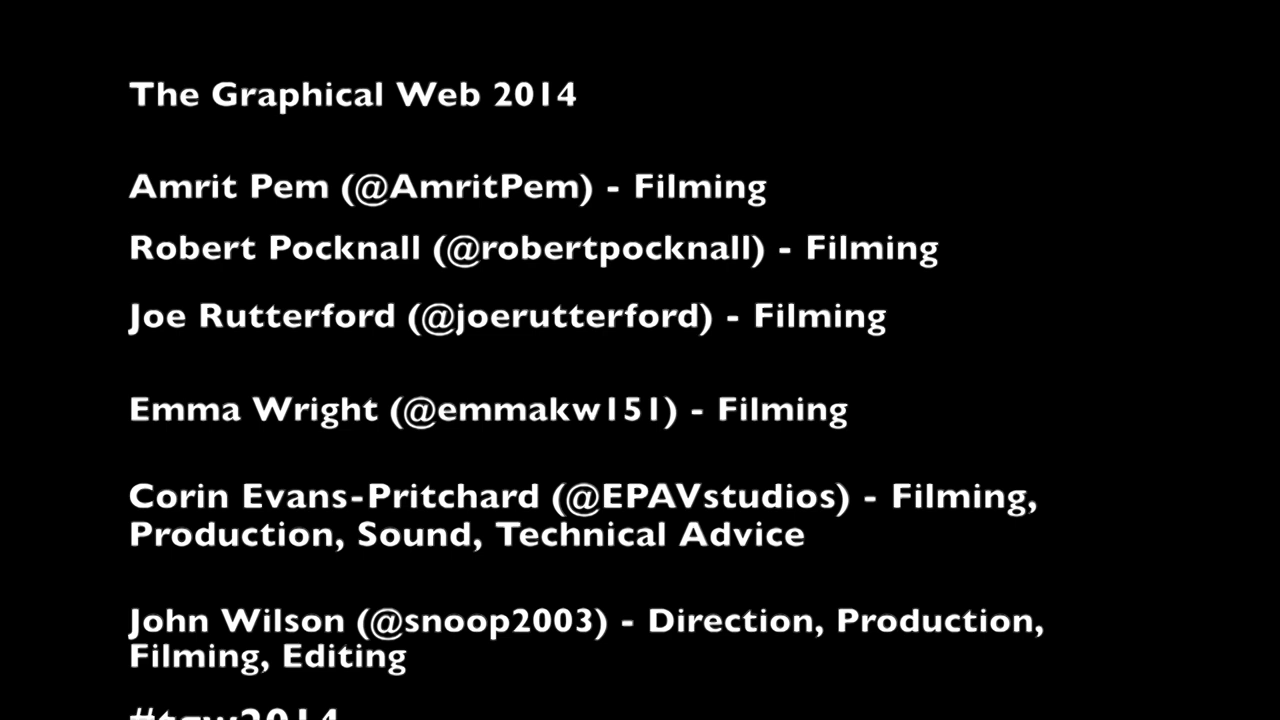 The Graphical Web 2014
Amrit Pem (@AmritPem) - Filming
Robert Pocknall (@robertpocknall) - Filming
Joe Rutterford (@joerutterford) - Filming
Emma Wright (@emmakw151) - Filming
Corin Evans-Pritchard (@EPAVstudios) - Filming,
Production, Sound, Technical Advice
John Wilson (@snoop2003) - Direction, Production,
Filming, Editing
#tgw2014